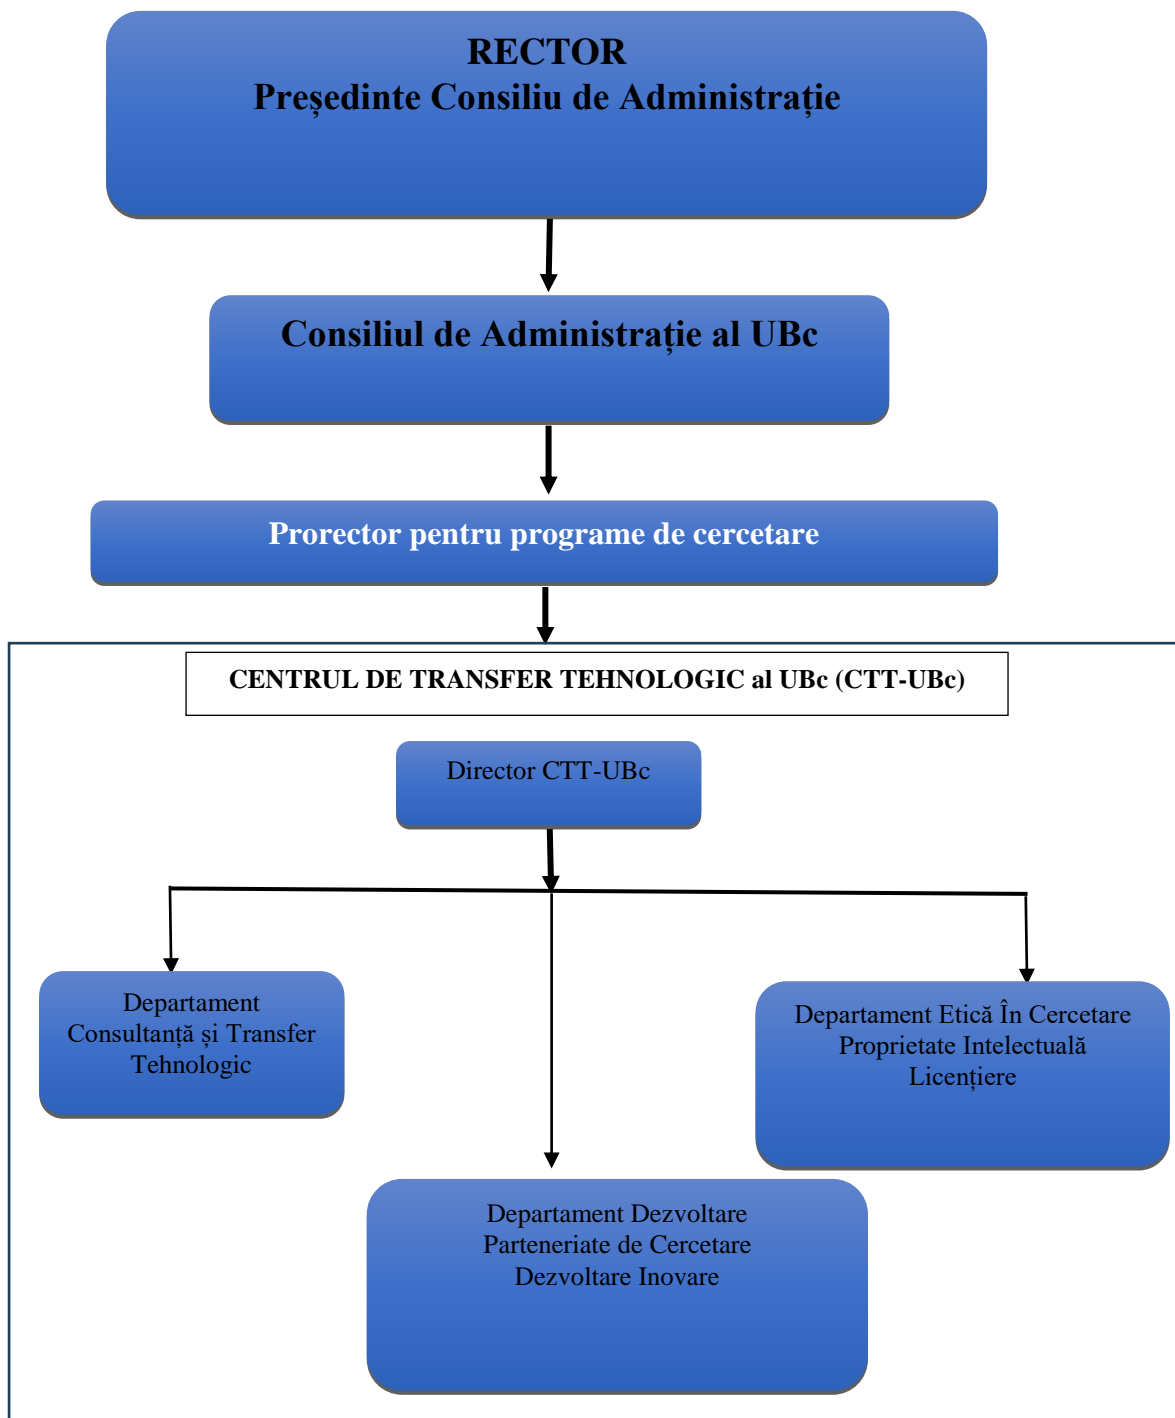 RECTOR
Președinte Consiliu de Administrație
Consiliul de Administrație al UBc
Prorector pentru programe de cercetare
CENTRUL DE TRANSFER TEHNOLOGIC al UBc (CTT-UBc)
Director CTT-UBc
Departament
Consultanță și Transfer
Tehnologic
Departament Etică În Cercetare
Proprietate Intelectuală
Licențiere
Departament Dezvoltare
Parteneriate de Cercetare
Dezvoltare Inovare